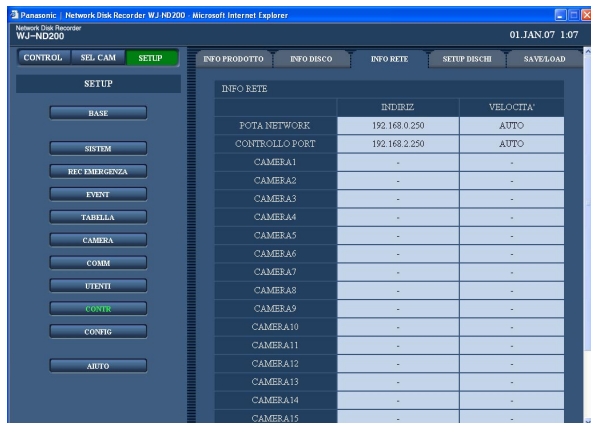 Panasonic | Network Disk Recorder WJ-ND200 - Microsoft Internet Explorer
Network Disk Recorder
WJ-ND200
01.JAN.07 1:07
CONTROL SEL CAM SETUP
INFO PRODOTTO INFO DISCO INFO RETE SETUP DISCHI SAVE/LOAD
SETUP
BASE
SISTEM
REC EMERGENZA
EVENT
TABELLA
CAMERA
COMM
UTENTI
CONTR
CONFIG
AIUTO
INFO RETE
INDIRIZ VELOCITA'
POTA NETWORK 192.168.0.250 AUTO
CONTROLLO PORT 192.168.2.250 AUTO
CAMERA1 - -
CAMERA2 - -
CAMERA3 - -
CAMERA4 - -
CAMERA5 - -
CAMERA6 - -
CAMERA7 - -
CAMERA8 - -
CAMERA9 - -
CAMERA10 - -
CAMERA11 - -
CAMERA12 - -
CAMERA13 - -
CAMERA14 - -
CAMERA15 - -